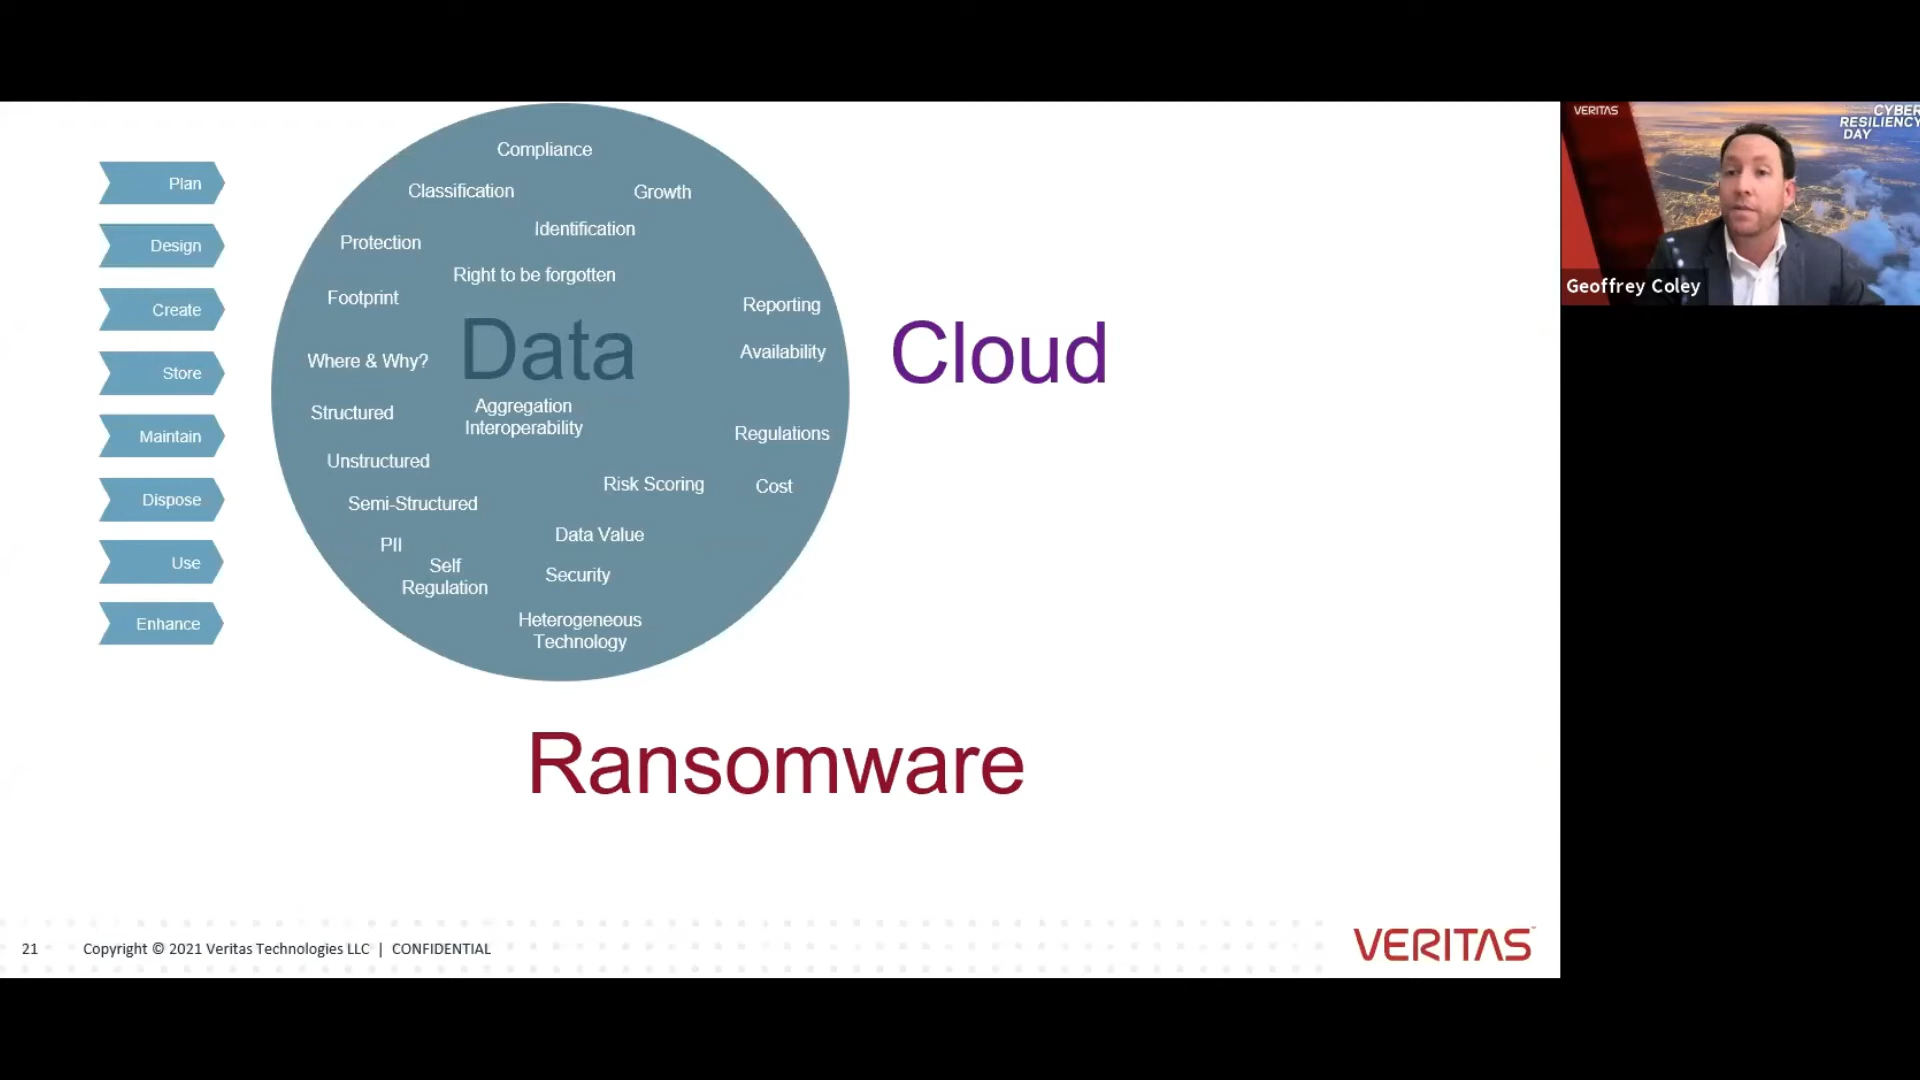 Plan
Design
Create
Store
Maintain
Dispose
Use
Enhance
Compliance
Classification
Growth
Identification
Protection
Right to be forgotten
Footprint
Reporting
Data
Availability
Where & Why?
Structured
Aggregation
Interoperability
Regulations
Unstructured
Risk Scoring
Cost
Semi-Structured
Data Value
PII
Self
Regulation
Security
Heterogeneous
Technology
Cloud
Ransomware
21
Copyright © 2021 Veritas Technologies LLC | CONFIDENTIAL
VERITAS
VERITAS
CYBER
RESILIENCY
DAY
Geoffrey Coley